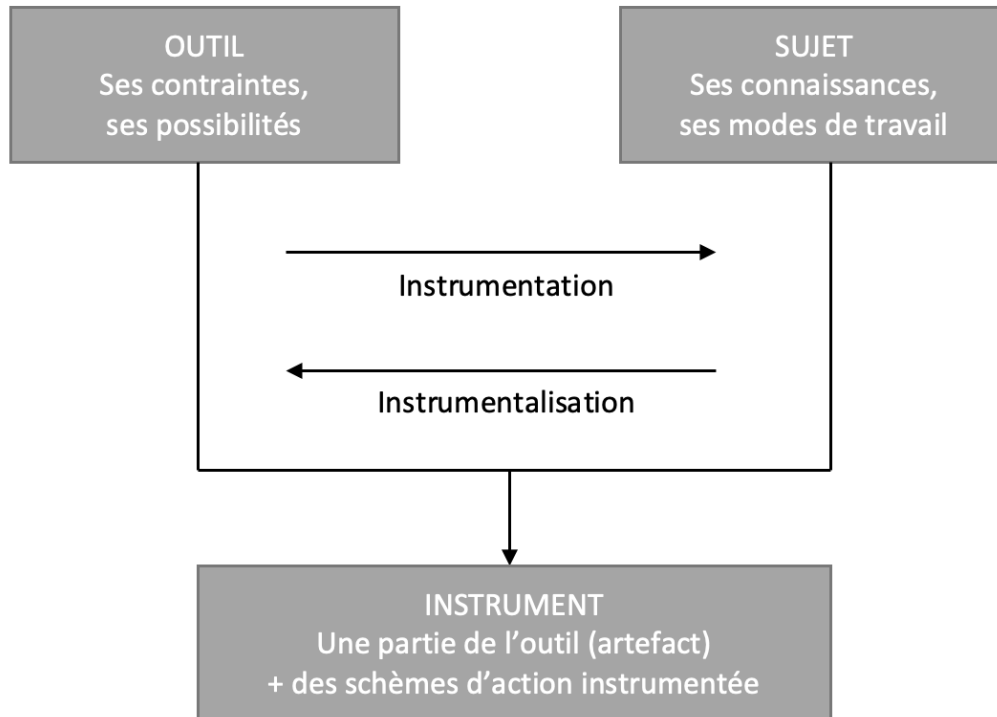 OUTIL
Ses contraintes,
ses possibilités
SUJET
Ses connaissances,
ses modes de travail
Instrumentation
Instrumentalisation
INSTRUMENT
Une partie de l’outil (artefact)
+ des schèmes d’action instrumentée